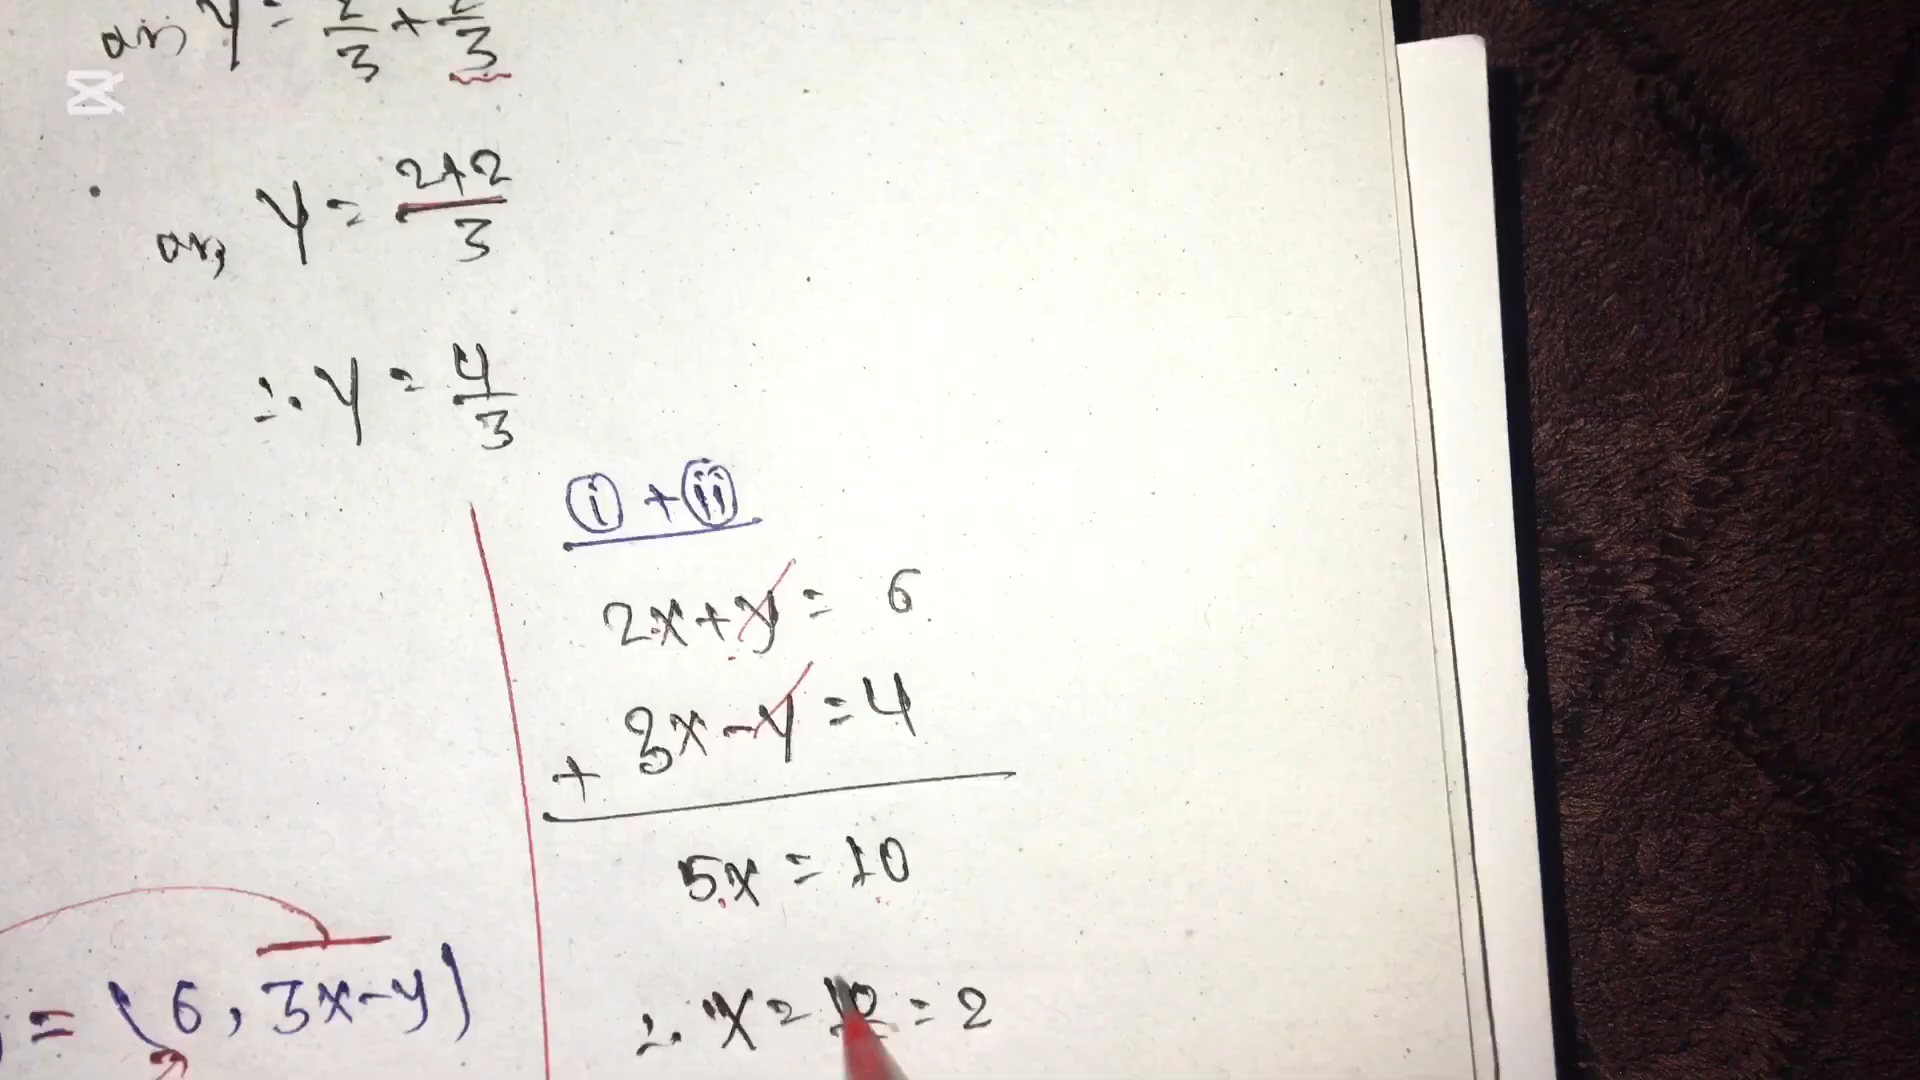 or, y = 2/3 + 2/3
or, y = 2+2/3
∴ y = 4/3
i + ii
2x+y = 6
+ 3x-y = 4
5x = 10
∴ x = 10 = 2
= (6, 3x-y)